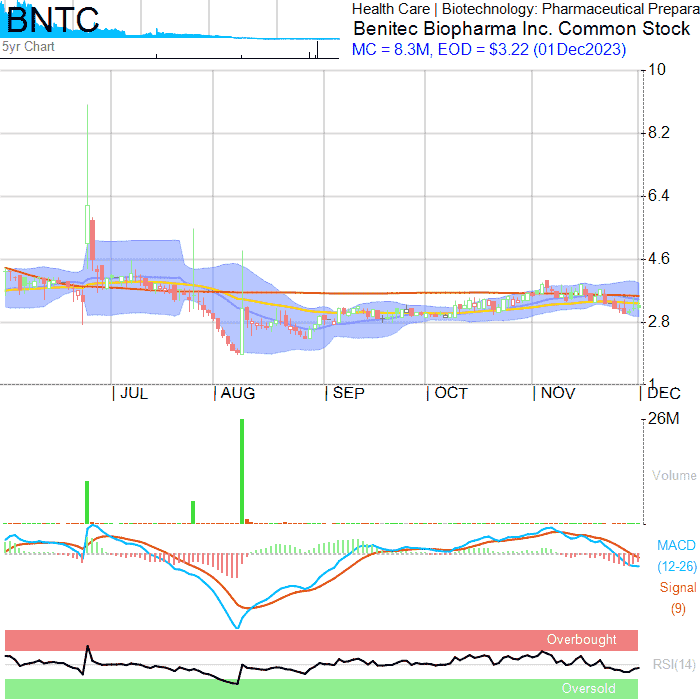 BNTC
5yr Chart
Health Care | Biotechnology: Pharmaceutical Prepara
Benitec Biopharma Inc. Common Stock
MC = 8.3M, EOD = $3.22 (01Dec2023)
10
8.2
6.4
4.6
2.8
1
JUL AUG SEP OCT NOV DEC
26M
Volume
MACD
(12-26)
Signal
(9)
Overbought
RSI(14)
Oversold